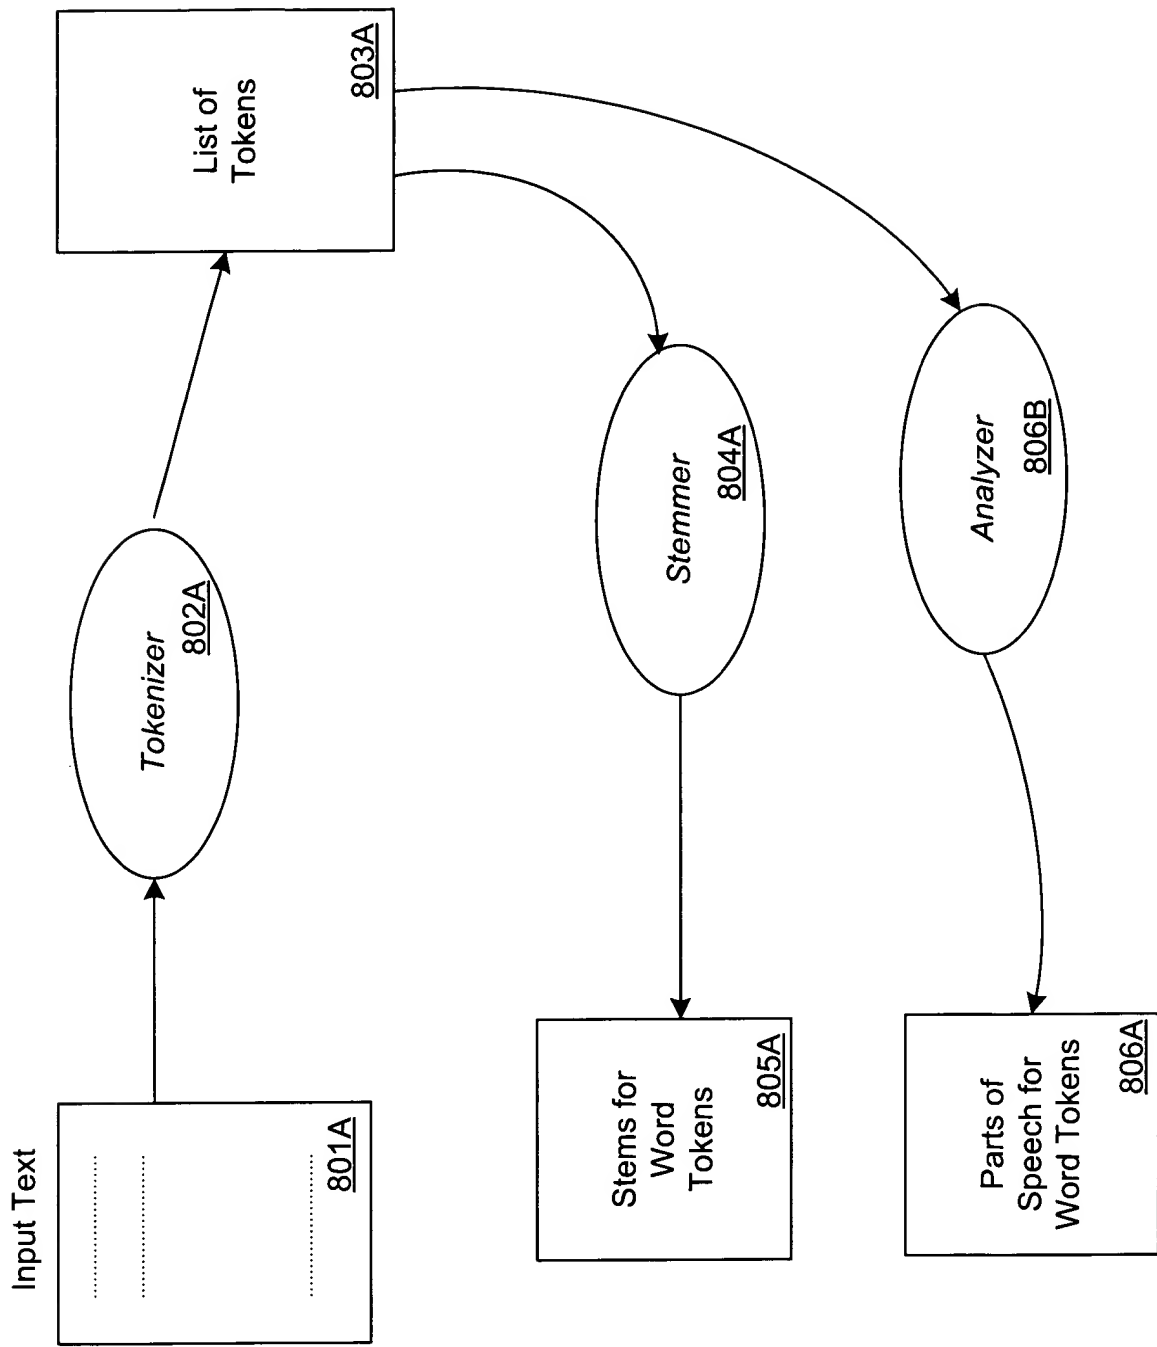 Input Text
801A
Tokenizer
802A
List of
Tokens
803A
Stems for
Word
Tokens
805A
Stemmer
804A
Parts of
Speech for
Word Tokens
806A
Analyzer
806B